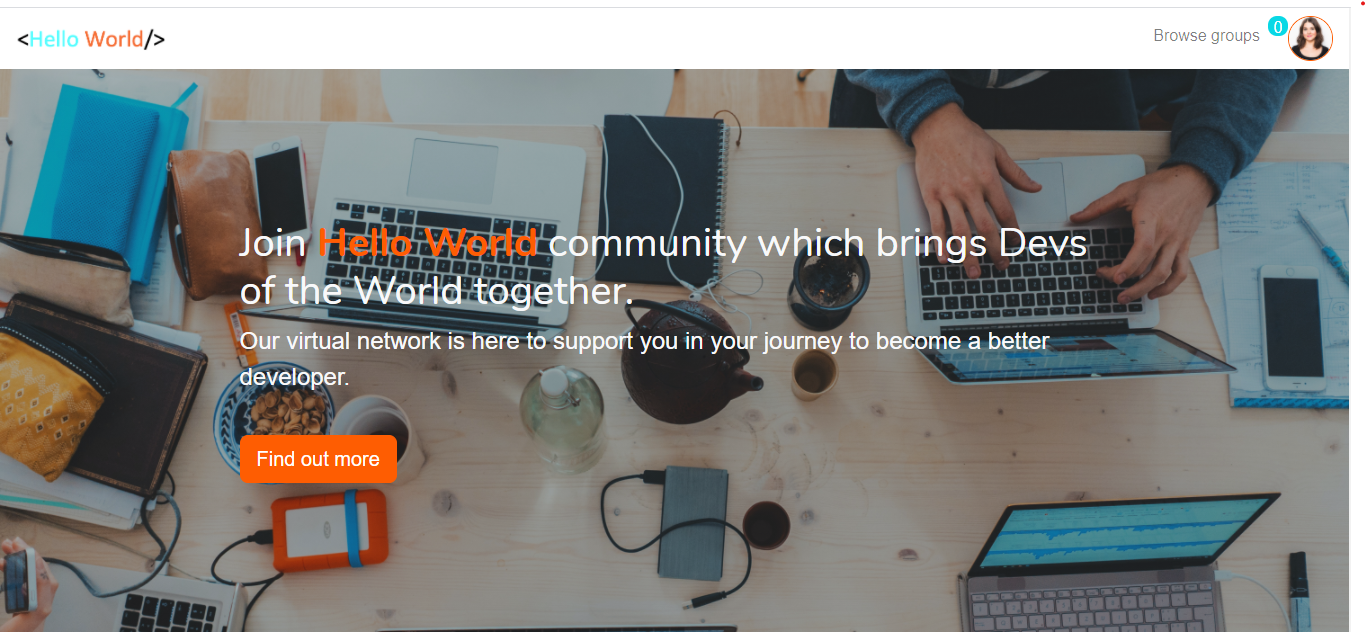 <Hello World/>
Browse groups
0
Join Hello World community which brings Devs
of the World together.
Our virtual network is here to support you in your journey to become a better
developer.
Find out more